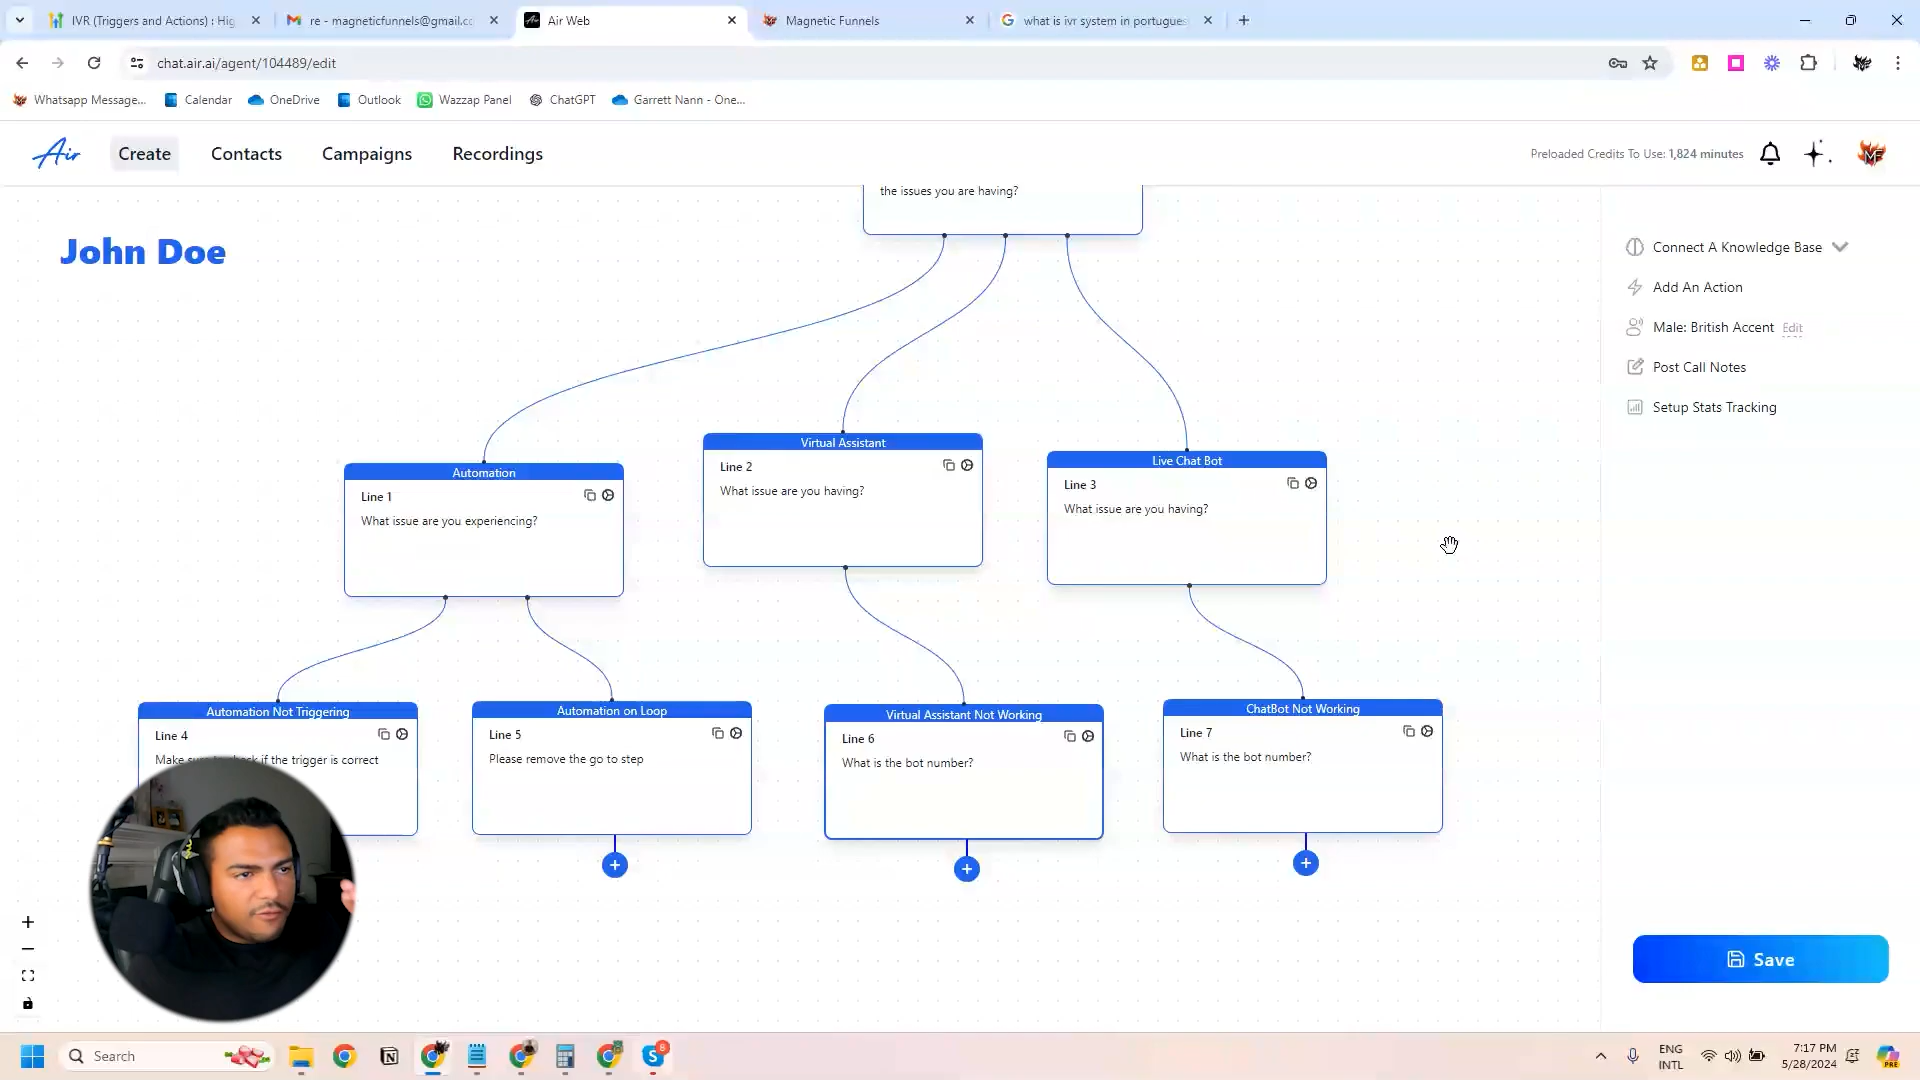 IVR (Triggers and Actions) : Hig
re - magneticfunnels@gmail.cc
Air Web
Magnetic Funnels
what is ivr system in portugues
chat.air.ai/agent/104489/edit
Whatsapp Message...
Calendar
OneDrive
Outlook
Wazzap Panel
ChatGPT
Garrett Nann - One...
Air
Create
Contacts
Campaigns
Recordings
Preloaded Credits To Use: 1,824 minutes
the issues you are having?
John Doe
Connect A Knowledge Base
Add An Action
Male: British Accent Edit
Post Call Notes
Setup Stats Tracking
Automation
Line 1
What issue are you experiencing?
Virtual Assistant
Line 2
What issue are you having?
Live Chat Bot
Line 3
What issue are you having?
Automation Not Triggering
Line 4
Make if the trigger is correct
Automation on Loop
Line 5
Please remove the go to step
Virtual Assistant Not Working
Line 6
What is the bot number?
ChatBot Not Working
Line 7
What is the bot number?
Save
Search
8
ENG
INTL
7:17 PM
5/28/2024
PRE